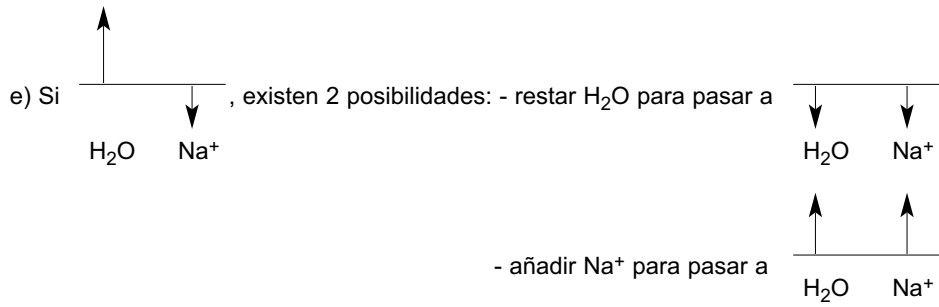 e) Si , existen 2 posibilidades: - restar H₂O para pasar a
H₂O Na⁺ H₂O Na⁺
- añadir Na⁺ para pasar a
H₂O Na⁺